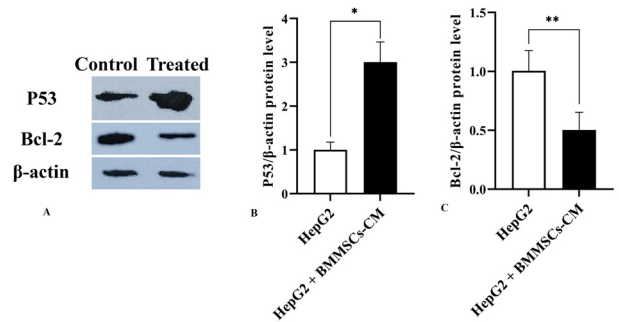 Control Treated
P53
Bcl-2
β-actin
A
P53/β-actin protein level
4
3
2
1
0
*
HepG2
HepG2 + BMMSCs-CM
B
Bcl-2/β-actin protein level
1.5
1.0
0.5
0.0
**
HepG2
HepG2 + BMMSCs-CM
C